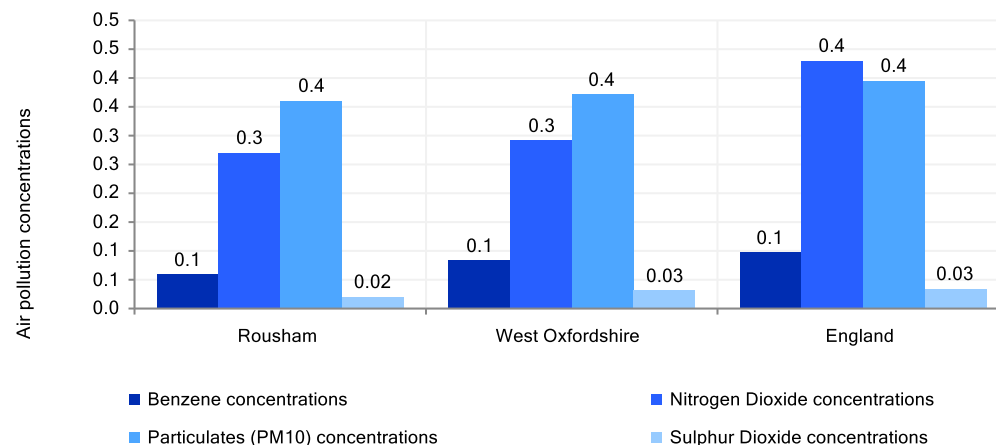 Air pollution concentrations
0.5
0.5
0.4
0.4
0.3
0.3
0.2
0.2
0.1
0.1
0.0
0.1
0.3
0.4
0.02
0.1
0.3
0.4
0.03
0.1
0.4
0.4
0.03
Rousham
West Oxfordshire
England
Benzene concentrations
Nitrogen Dioxide concentrations
Particulates (PM10) concentrations
Sulphur Dioxide concentrations